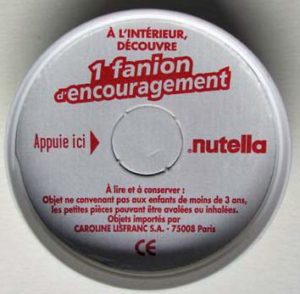 À L'INTÉRIEUR,
DÉCOUVRE
1 fanion
d'encouragement
Appuie ici
nutella
À lire et à conserver :
Objet ne convenant pas aux enfants de moins de 3 ans,
les petites pièces pouvant être avalées ou inhalées.
Objets importés par
CAROLINE LISFRANC S.A. - 75008 Paris
CE